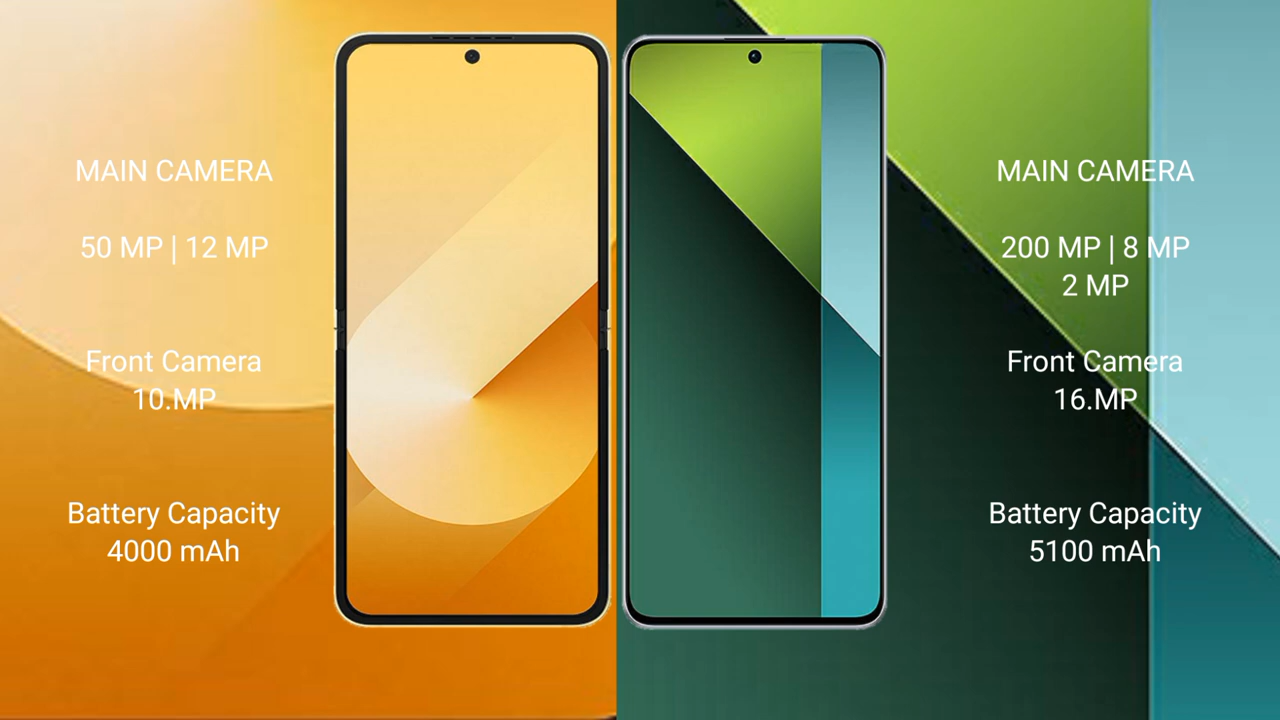 MAIN CAMERA
50 MP | 12 MP
Front Camera
10.MP
Battery Capacity
4000 mAh
MAIN CAMERA
200 MP | 8 MP
2 MP
Front Camera
16.MP
Battery Capacity
5100 mAh